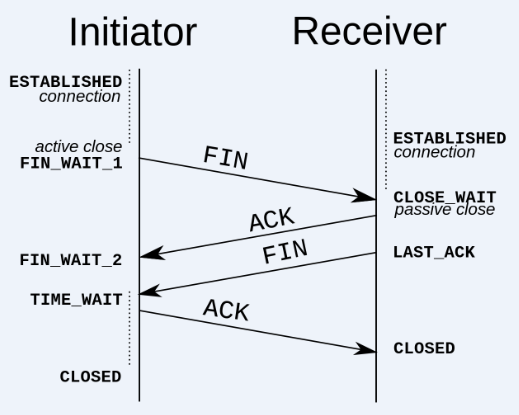 Initiator
Receiver
ESTABLISHED
connection
ESTABLISHED
connection
active close
FIN_WAIT_1
FIN
CLOSE_WAIT
passive close
ACK
FIN
FIN_WAIT_2
LAST_ACK
TIME_WAIT
ACK
CLOSED
CLOSED